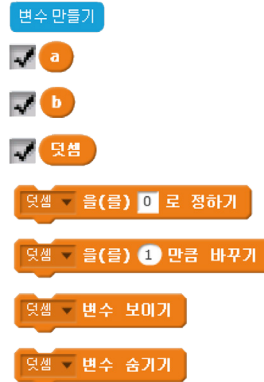 변수 만들기
a
b
덧셈
덧셈 을(를) 0 로 정하기
덧셈 을(를) 1 만큼 바꾸기
덧셈 변수 보이기
덧셈 변수 숨기기